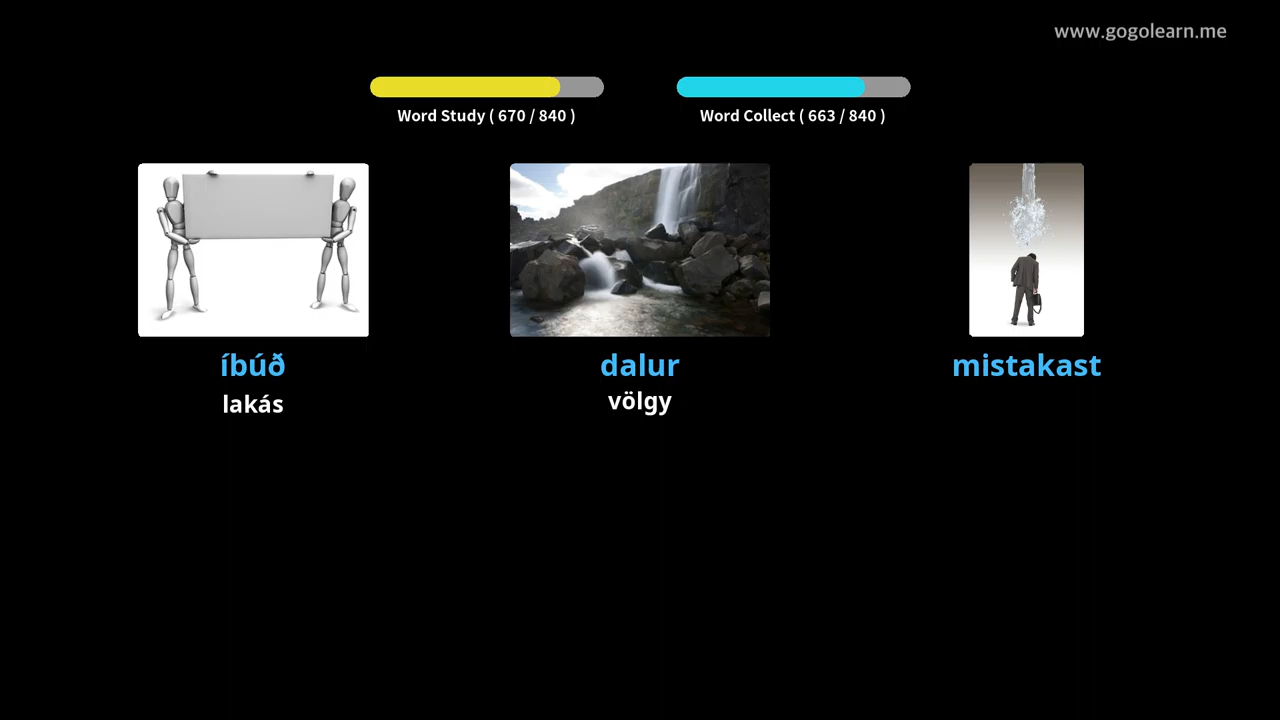 www.gogolearn.me
Word Study ( 670 / 840 )
Word Collect ( 663 / 840 )
íbúð
lakás
dalur
völgy
mistakast